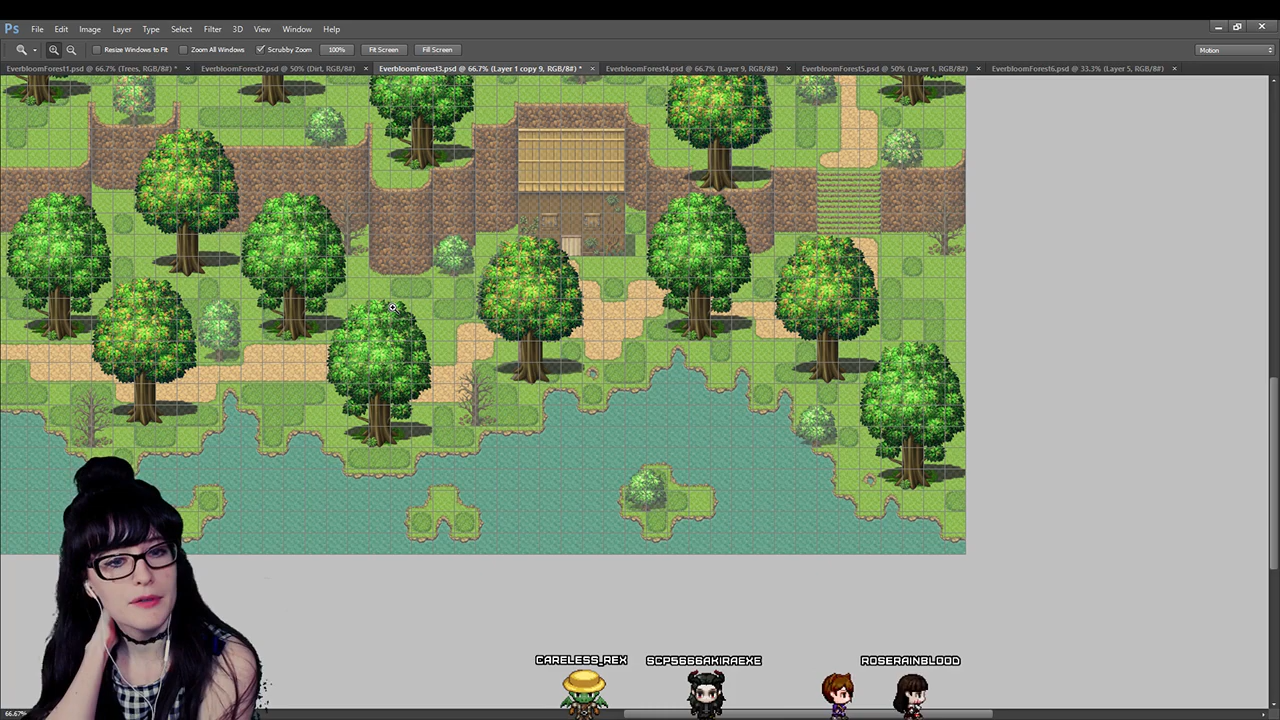 Ps File Edit Image Layer Type Select Filter 3D View Window Help
Resize Windows to Fit Zoom All Windows Scrubby Zoom 100% Fit Screen Fill Screen Motion
EverbloomForest1.psd @ 66.7% (Trees, RGB/8#) * × EverbloomForest2.psd @ 50% (Dirt, RGB/8#) × EverbloomForest3.psd @ 66.7% (Layer 1 copy 9, RGB/8#) * × EverbloomForest4.psd @ 66.7% (Layer 9, RGB/8#) × EverbloomForest5.psd @ 50% (Layer 1, RGB/8#) × EverbloomForest6.psd @ 33.3% (Layer 5, RGB/8#) ×
CARELESS_REX SCP5666AKIRAEXE ROSERAINBLOOD